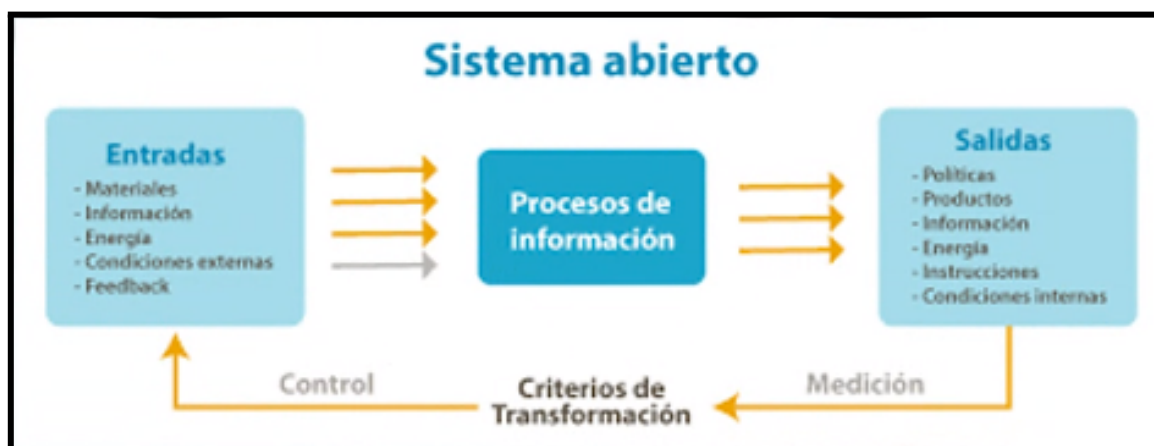 Sistema abierto
Entradas
- Materiales
- Información
- Energía
- Condiciones externas
- Feedback
Procesos de
información
Salidas
- Políticas
- Productos
- Información
- Energía
- Instrucciones
- Condiciones internas
Control
Criterios de
Transformación
Medición